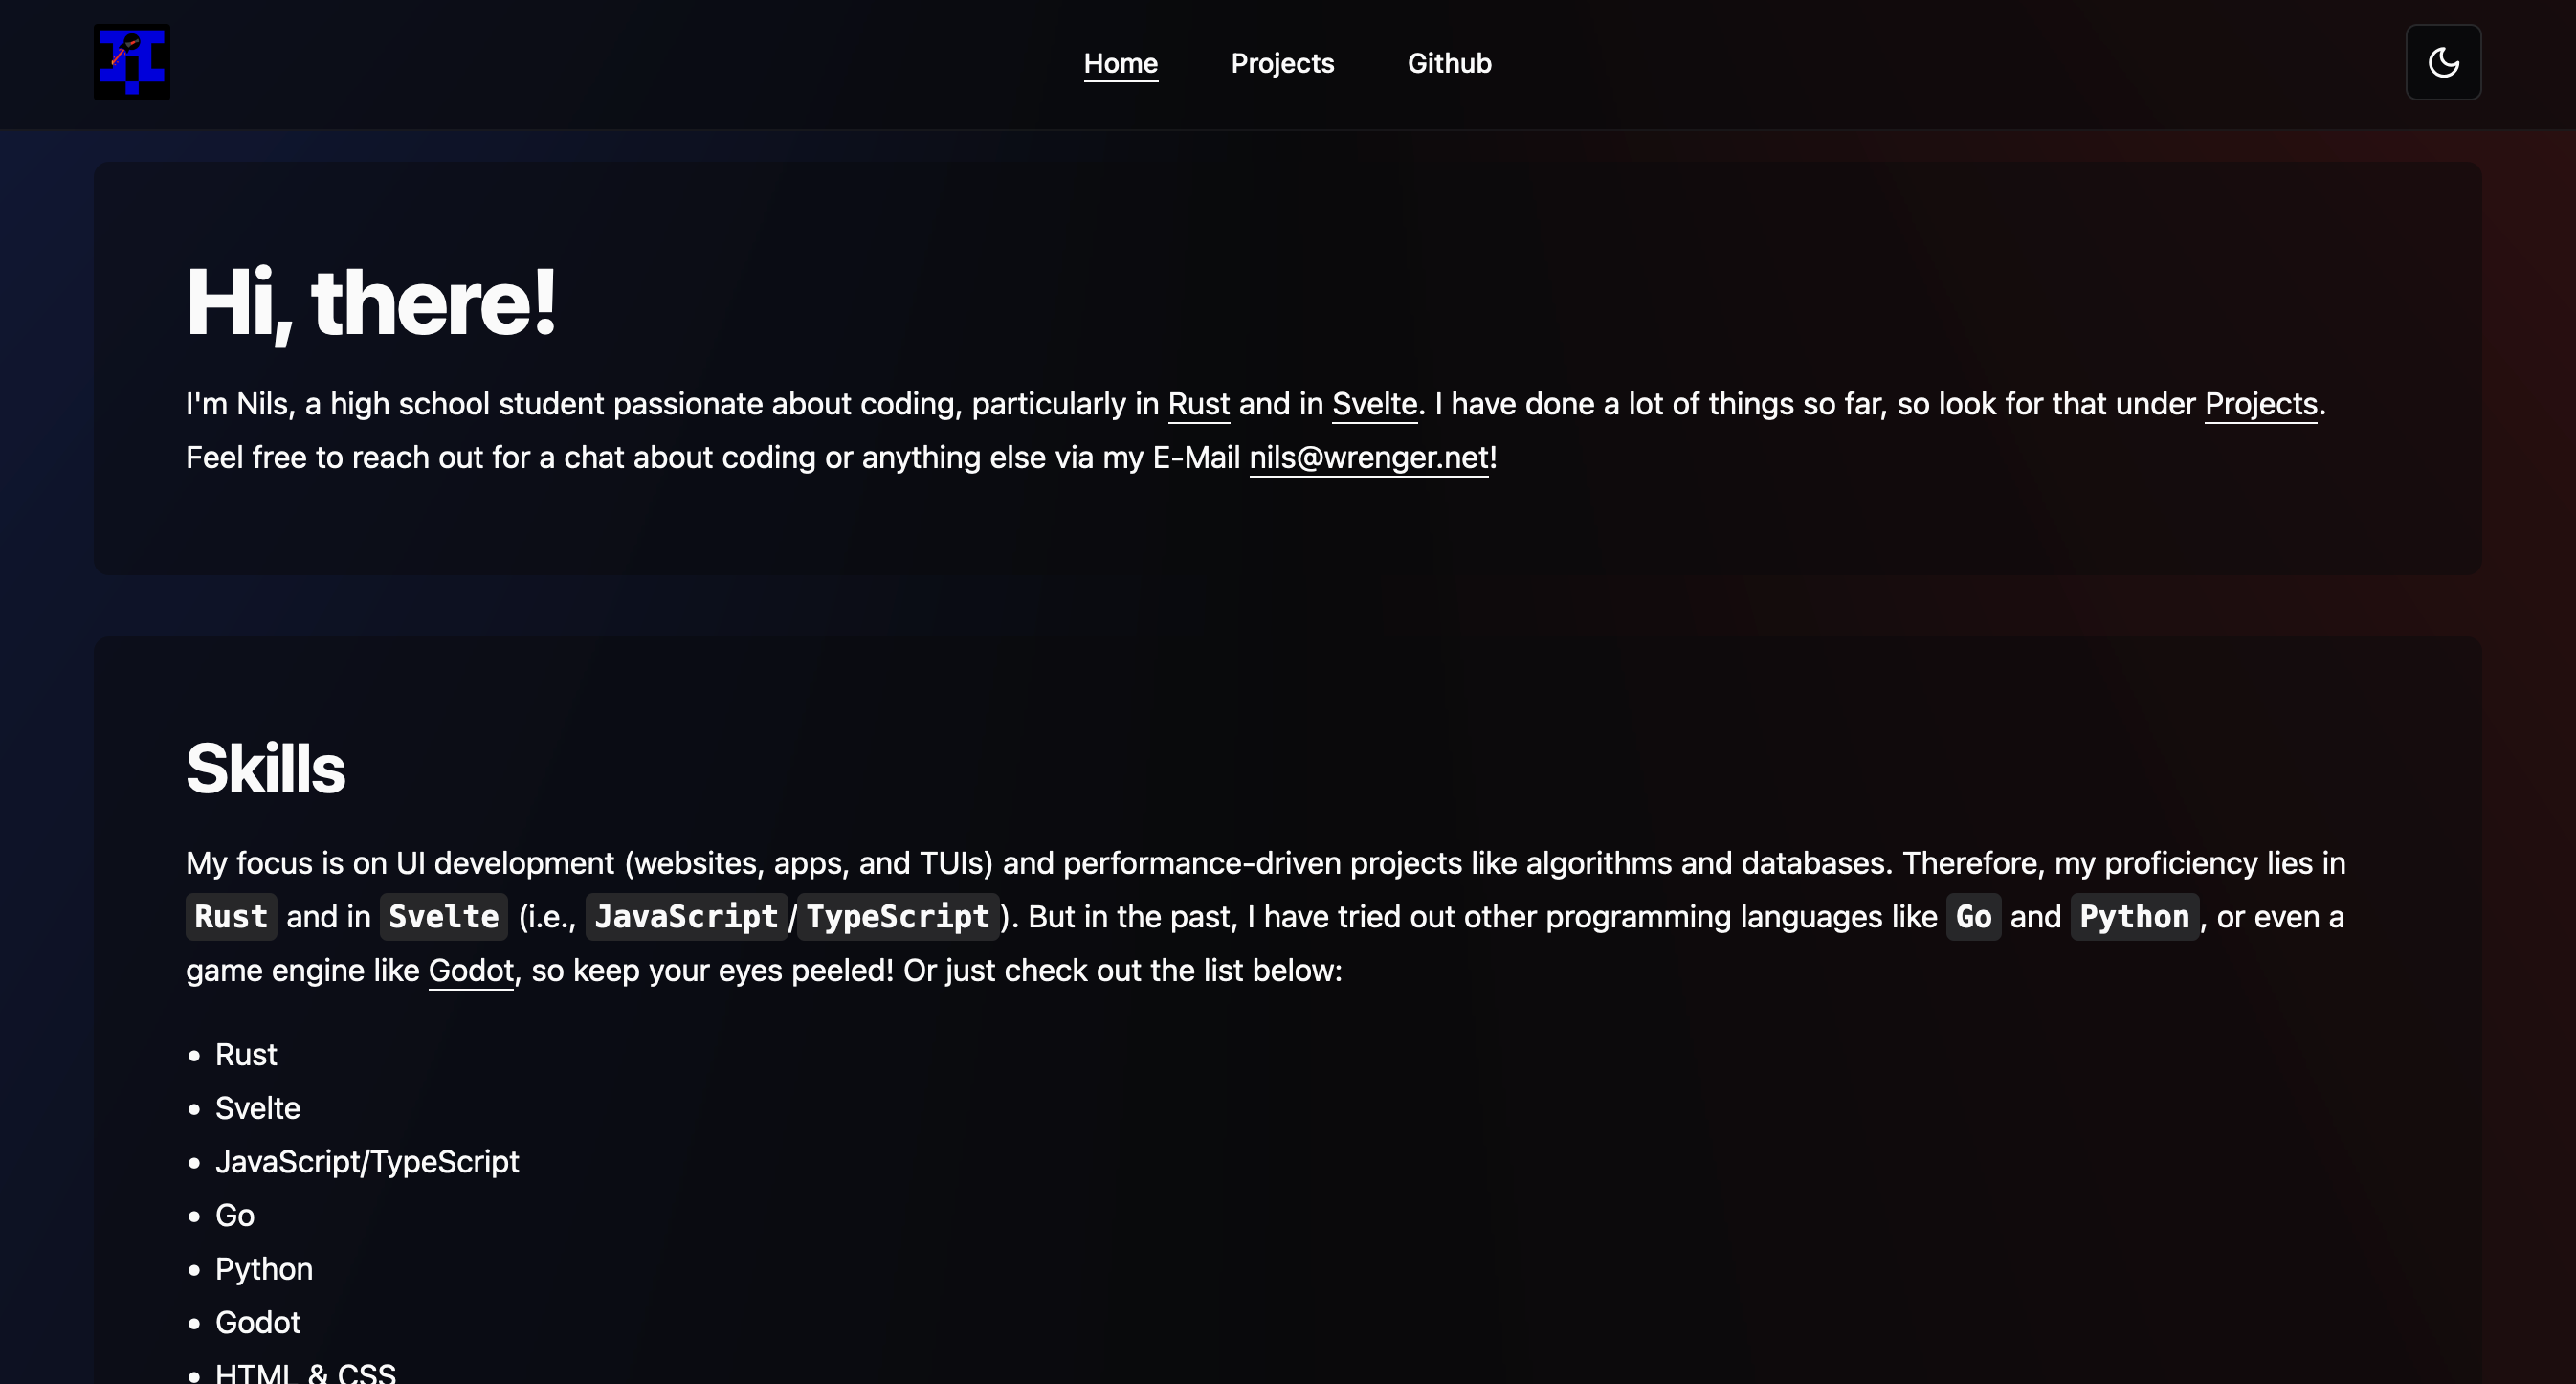 Home Projects Github
Hi, there!
I'm Nils, a high school student passionate about coding, particularly in Rust and in Svelte. I have done a lot of things so far, so look for that under Projects.
Feel free to reach out for a chat about coding or anything else via my E-Mail nils@wrenger.net!
Skills
My focus is on UI development (websites, apps, and TUIs) and performance-driven projects like algorithms and databases. Therefore, my proficiency lies in
Rust and in Svelte (i.e., JavaScript/TypeScript). But in the past, I have tried out other programming languages like Go and Python, or even a
game engine like Godot, so keep your eyes peeled! Or just check out the list below:
• Rust
• Svelte
• JavaScript/TypeScript
• Go
• Python
• Godot
• HTML & CSS